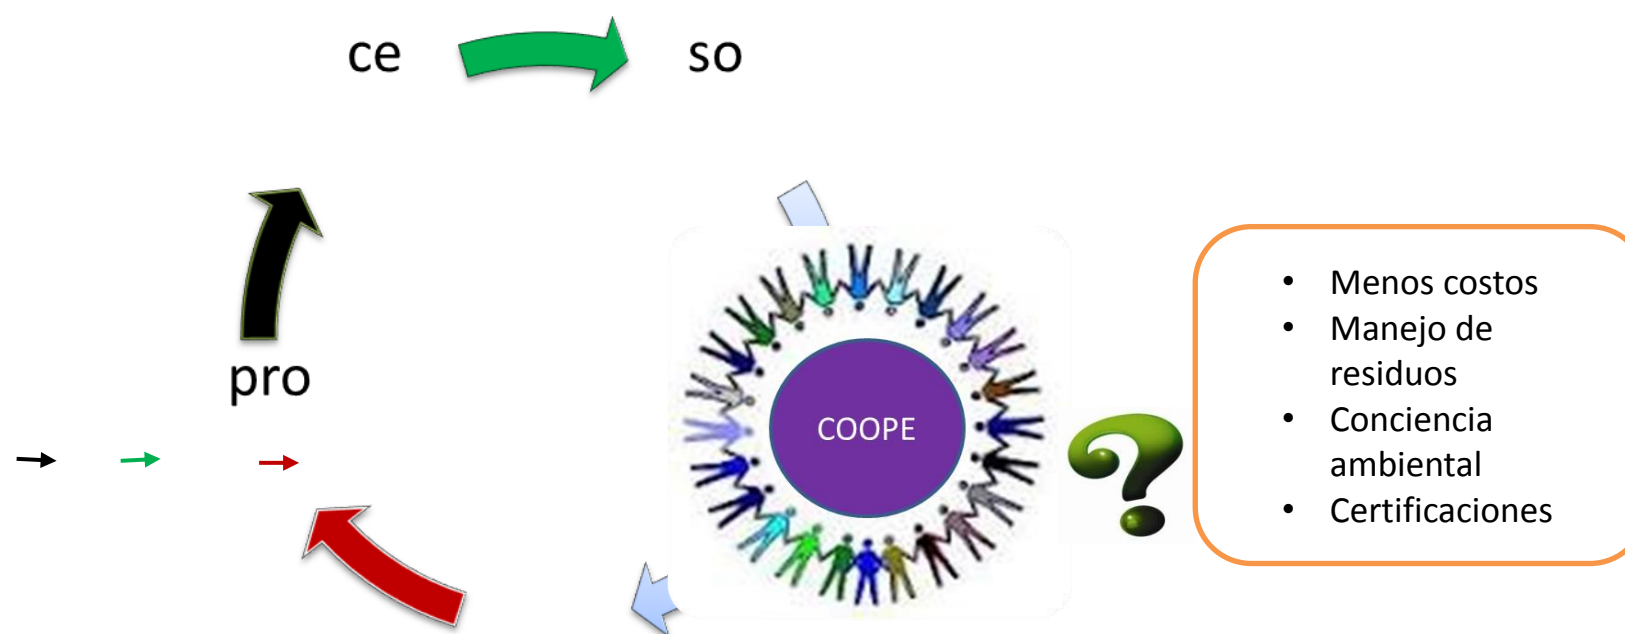 ce
so
pro
COOPE
• Menos costos
• Manejo de
residuos
• Conciencia
ambiental
• Certificaciones